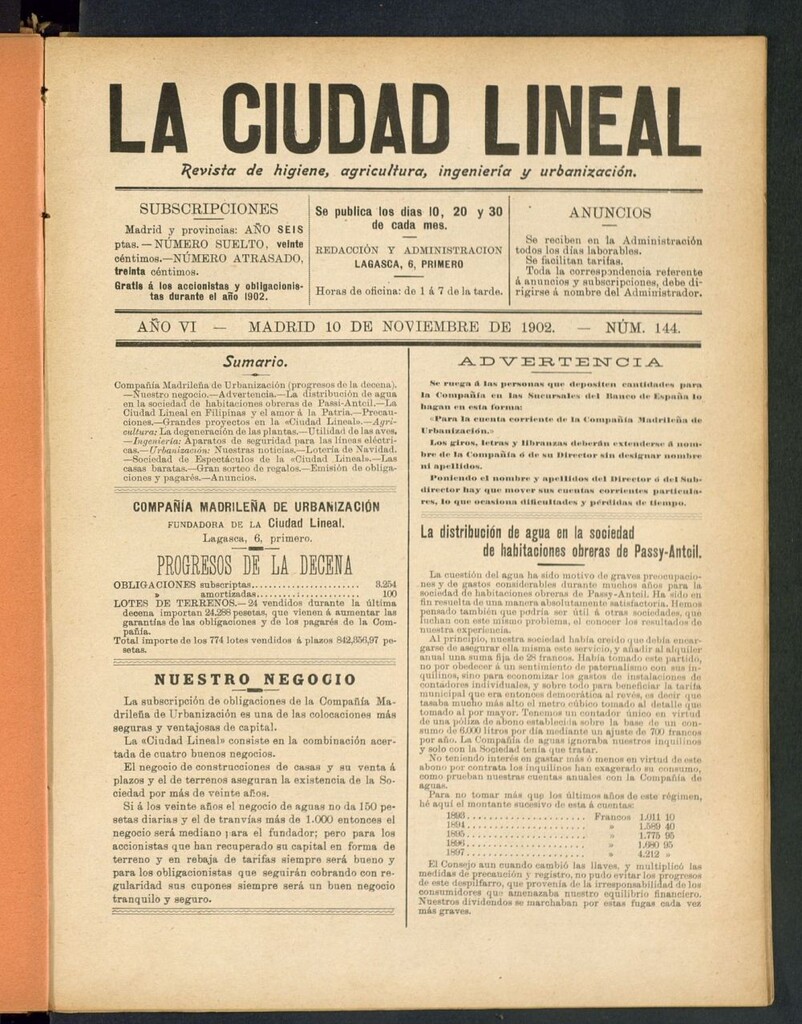 LA CIUDAD LINEAL
Revista de higiene, agricultura, ingeniería y urbanización.
SUBSCRIPCIONES
Madrid y provincias: AÑO SEIS
ptas.—NÚMERO SUELTO, veinte
céntimos.—NÚMERO ATRASADO,
treinta céntimos.
Gratis á los accionistas y obligacionis-
tas durante el año 1902.
Se publica los días 10, 20 y 30
de cada mes.
REDACCIÓN Y ADMINISTRACION
LAGASCA, 6, PRIMERO
Horas de oficina: de 1 á 7 de la tarde.
ANUNCIOS
Se reciben en la Administración
todos los días laborables.
Se facilitan tarifas.
Toda la correspondencia referente
á anuncios y subscripciones, debe di-
rigirse á nombre del Administrador.
AÑO VI — MADRID 10 DE NOVIEMBRE DE 1902. — NÚM. 144.
Sumario.
Compañía Madrileña de Urbanización (progresos de la decena).
—Nuestro negocio.—Advertencia.—La distribución de agua
en la sociedad de habitaciones obreras de Passi-Anteil.—La
Ciudad Lineal en Filipinas y el amor á la Patria.—Precau-
ciones.—Grandes proyectos en la «Ciudad Lineal».—Agri-
cultura: La degeneración de las plantas.—Utilidad de las aves.
—Ingeniería: Aparatos de seguridad para las líneas eléctri-
cas.—Urbanización: Nuestras noticias.—Lotería de Navidad.
—Sociedad de Espectáculos de la «Ciudad Lineal».—Las
casas baratas.—Gran sorteo de regalos.—Emisión de obliga-
ciones y pagarés.—Anuncios.
COMPAÑÍA MADRILEÑA DE URBANIZACIÓN
FUNDADORA DE LA Ciudad Lineal.
Lagasca, 6, primero.
PROGRESOS DE LA DECENA
OBLIGACIONES subscriptas........................ 3.254
» amortizadas........................ 100
LOTES DE TERRENOS.—24 vendidos durante la última
decena importan 24.288 pesetas, que vienen á aumentar las
garantías de las obligaciones y de los pagarés de la Com-
pañía.
Total importe de los 774 lotes vendidos á plazos 842,356,97 pe-
setas.
NUESTRO NEGOCIO
La subscripción de obligaciones de la Compañía Ma-
drileña de Urbanización es una de las colocaciones más
seguras y ventajosas de capital.
La «Ciudad Lineal» consiste en la combinación acer-
tada de cuatro buenos negocios.
El negocio de construcciones de casas y su venta á
plazos y el de terrenos aseguran la existencia de la So-
ciedad por más de veinte años.
Si á los veinte años el negocio de aguas no da 150 pe-
setas diarias y el de tranvías más de 1.000 entonces el
negocio será mediano para el fundador; pero para los
accionistas que han recuperado su capital en forma de
terreno y en rebaja de tarifas siempre será bueno y
para los obligacionistas que seguirán cobrando con re-
gularidad sus cupones siempre será un buen negocio
tranquilo y seguro.
ADVERTENCIA
Se ruega á las personas que depositen cantidades para
la Compañía en las Sucursales del Banco de España lo
hagan en esta forma:
«Para la cuenta corriente de la Compañía Madrileña de
Urbanización.»
Los giros, letras y libranzas deberán extenderse á nom-
bre de la Compañía ó de su Director sin designar nombre
ni apellidos.
Poniendo el nombre y apellidos del Director ó del Sub-
director hay que mover sus cuentas corrientes particula-
res, lo que ocasiona dificultades y pérdidas de tiempo.
La distribución de agua en la sociedad
de habitaciones obreras de Passy-Anteil.
La cuestión del agua ha sido motivo de graves preocupacio-
nes y de gastos considerables durante muchos años para la
sociedad de habitaciones obreras de Passy-Anteil. Ha sido en
fin resuelta de una manera absolutamente satisfactoria. Hemos
pensado también que podría ser útil á otras sociedades, que
luchan con este mismo problema, el conocer los resultados de
nuestra experiencia.
Al principio, nuestra sociedad había creído que debía encar-
garse de asegurar ella misma este servicio, y añadir al alquiler
anual una suma fija de 28 francos. Había tomado este partido,
no por obedecer á un sentimiento de paternalismo con sus in-
quilinos, sino para economizar los gastos de instalaciones de
contadores individuales, y sobre todo para beneficiar la tarifa
municipal que era entonces democrática al revés, es decir que
tasaba mucho más alto el metro cúbico tomado al detalle que
tomado al por mayor. Tenemos un contador único en virtud
de una póliza de abono establecida sobre la base de un con-
sumo de 6.000 litros por día mediante un ajuste de 700 francos
por año. La Compañía de aguas ignoraba nuestros inquilinos
y solo con la Sociedad tenía que tratar.
No teniendo interés en gastar más ó menos en virtud de este
abono por contrata los inquilinos han exagerado su consumo,
como prueban nuestras cuentas anuales con la Compañía de
aguas.
Para no tomar más que los últimos años de este régimen,
hé aquí el montante sucesivo de esta á cuentas:
1893........................ Francos 1.011 10
1894........................ » 1.589 40
1895........................ » 1.775 95
1896........................ » 1.980 95
1897........................ » 4.212 »
El Consejo aun cuando cambió las llaves, y multiplicó las
medidas de precaución y registro, no pudo evitar los progresos
de este despilfarro, que provenía de la irresponsabilidad de los
consumidores que amenazaba nuestro equilibrio financiero.
Nuestros dividendos se marchaban por estas fugas cada vez
más graves.